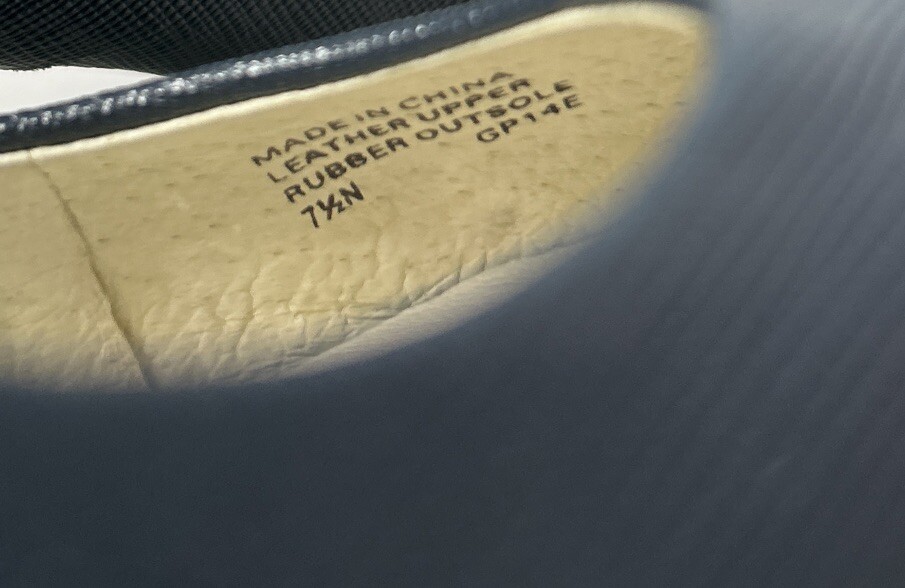 MADE IN CHINA
LEATHER UPPER
RUBBER OUTSOLE
7½N GP14E